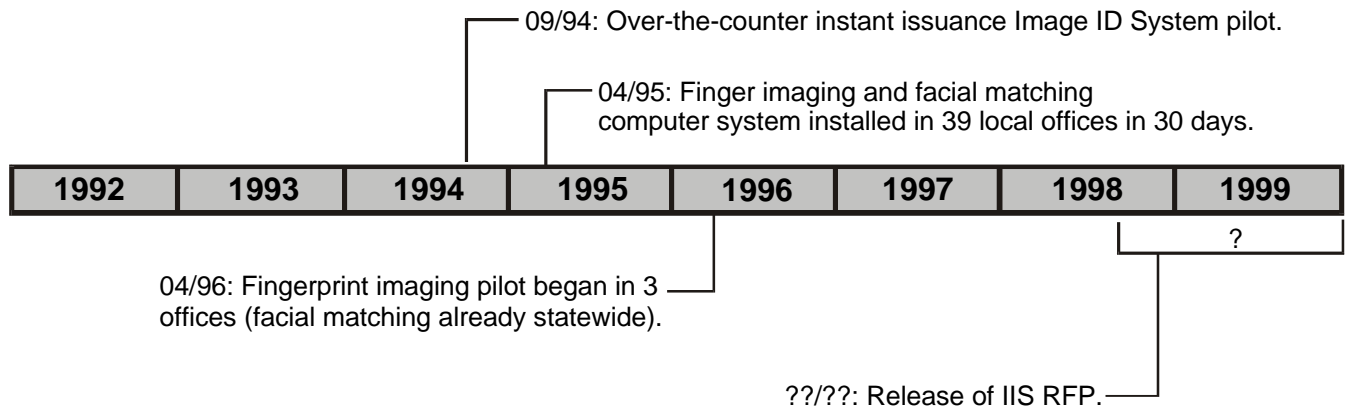 09/94: Over-the-counter instant issuance Image ID System pilot.
04/95: Finger imaging and facial matching
computer system installed in 39 local offices in 30 days.
1992 1993 1994 1995 1996 1997 1998 1999
?
04/96: Fingerprint imaging pilot began in 3
offices (facial matching already statewide).
??/??: Release of IIS RFP.